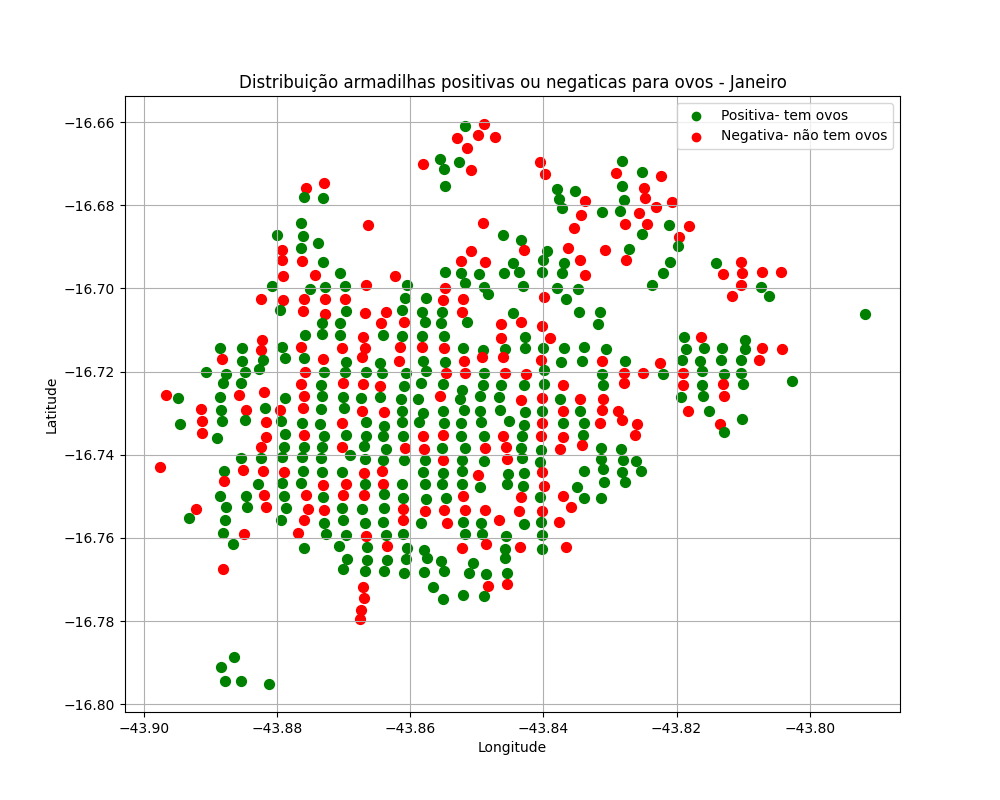 Distribuição armadilhas positivas ou negaticas para ovos - Janeiro
Positiva- tem ovos
Negativa- não tem ovos
−16.66
−16.68
−16.70
−16.72
−16.74
−16.76
−16.78
−16.80
Latitude
−43.90
−43.88
−43.86
−43.84
−43.82
−43.80
Longitude